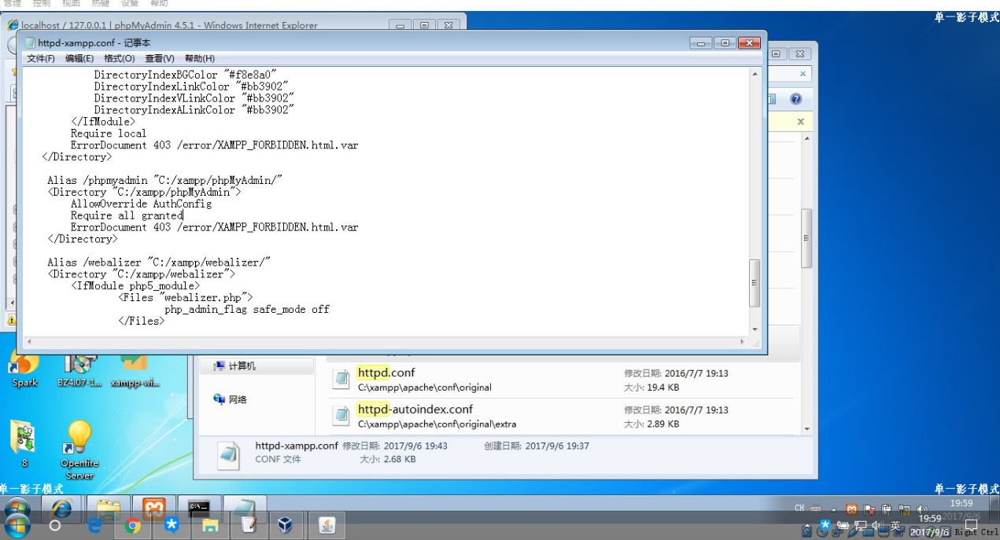 管理 控制 视图 热键 设备 帮助
单一影子模式
localhost / 127.0.0.1 | phpMyAdmin 4.5.1 - Windows Internet Explorer
httpd-xampp.conf - 记事本
文件(F) 编辑(E) 格式(O) 查看(V) 帮助(H)
DirectoryIndexBGColor "#f8e8a0"
DirectoryIndexLinkColor "#bb3902"
DirectoryIndexVLinkColor "#bb3902"
DirectoryIndexALinkColor "#bb3902"
</IfModule>
Require local
ErrorDocument 403 /error/XAMPP_FORBIDDEN.html.var
</Directory>
Alias /phpmyadmin "C:/xampp/phpMyAdmin/"
<Directory "C:/xampp/phpMyAdmin">
AllowOverride AuthConfig
Require all granted
ErrorDocument 403 /error/XAMPP_FORBIDDEN.html.var
</Directory>
Alias /webalizer "C:/xampp/webalizer/"
<Directory "C:/xampp/webalizer">
<IfModule php5_module>
<Files "webalizer.php">
php_admin_flag safe_mode off
</Files>
计算机
网络
httpd.conf 修改日期: 2016/7/7 19:13
C:\xampp\apache\conf\original 大小: 19.4 KB
httpd-autoindex.conf 修改日期: 2016/7/7 19:13
C:\xampp\apache\conf\original\extra 大小: 2.89 KB
httpd-xampp.conf 修改日期: 2017/9/6 19:43 创建日期: 2017/9/6 19:37
CONF 文件 大小: 2.68 KB
Spark BZ4107-1... xampp-wi...
8 Openfire Server
单一影子模式 单一影子模式
C:\_
CH 19:59
2017/9/6
英 19:59
2017/9/6 Right Ctrl